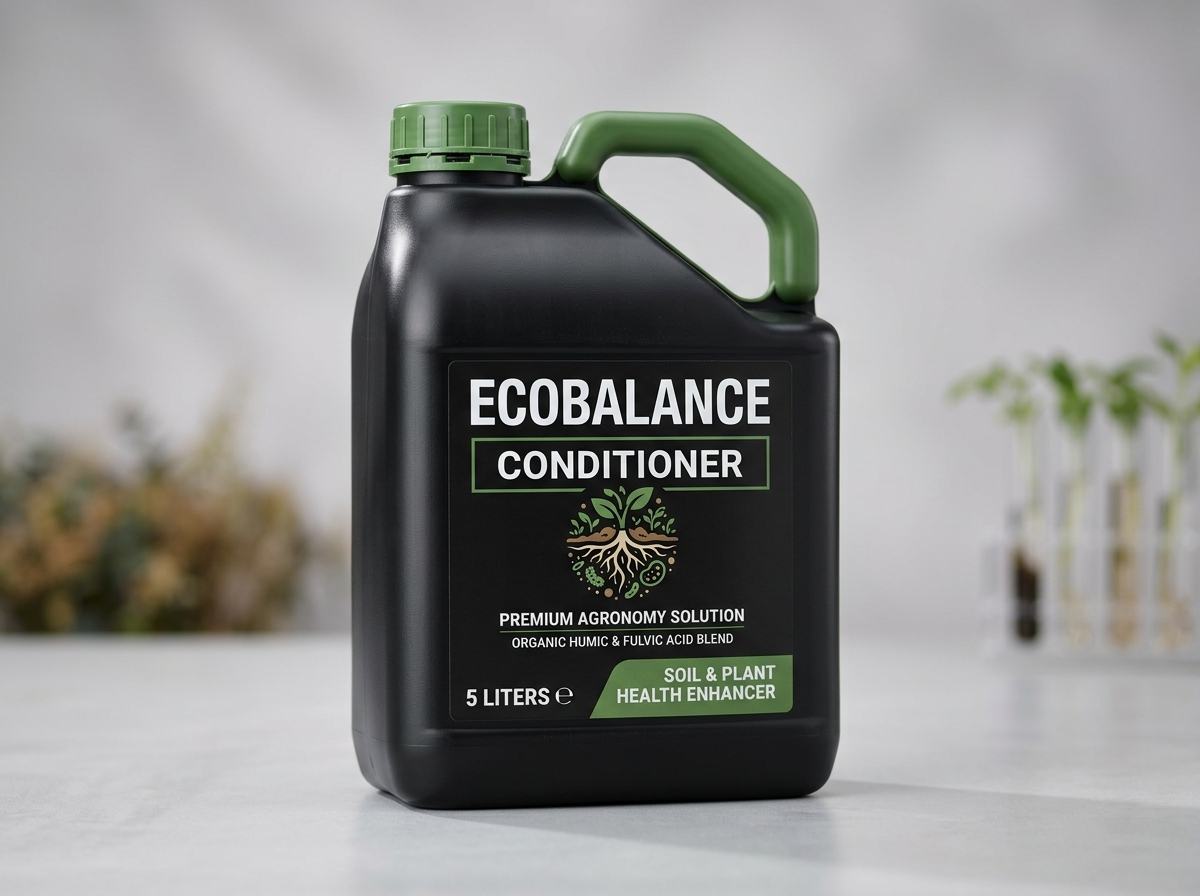 ECOBALANCE
CONDITIONER
PREMIUM AGRONOMY SOLUTION
ORGANIC HUMIC & FULVIC ACID BLEND
5 LITERS ℮
SOIL & PLANT
HEALTH ENHANCER